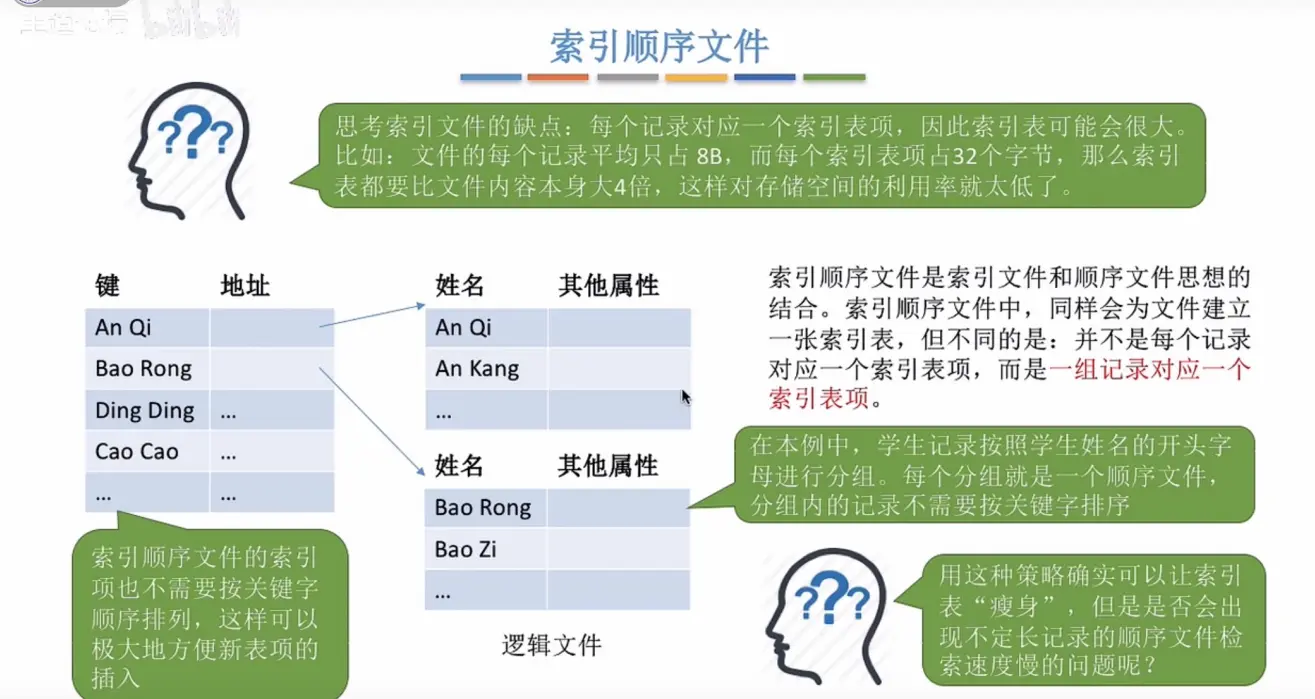 索引顺序文件
思考索引文件的缺点：每个记录对应一个索引表项，因此索引表可能会很大。
比如：文件的每个记录平均只占 8B，而每个索引表项占32个字节，那么索引
表都要比文件内容本身大4倍，这样对存储空间的利用率就太低了。
键 地址
An Qi
Bao Rong
Ding Ding ...
Cao Cao ...
... ...
姓名 其他属性
An Qi
An Kang
...
姓名 其他属性
Bao Rong
Bao Zi
...
逻辑文件
索引顺序文件是索引文件和顺序文件思想的
结合。索引顺序文件中，同样会为文件建立
一张索引表，但不同的是：并不是每个记录
对应一个索引表项，而是一组记录对应一个
索引表项。
在本例中，学生记录按照学生姓名的开头字
母进行分组。每个分组就是一个顺序文件，
分组内的记录不需要按关键字排序
索引顺序文件的索引
项也不需要按关键字
顺序排列，这样可以
极大地方便新表项的
插入
用这种策略确实可以让索引
表“瘦身”，但是是否会出
现不定长记录的顺序文件检
索速度慢的问题呢？